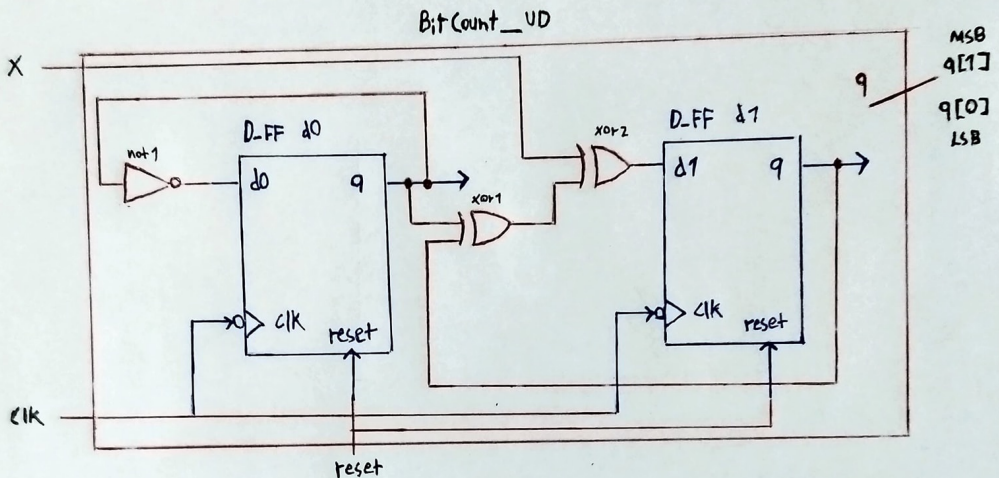 BitCount_UD
MSB
q[1]
q[0]
LSB
X
q
D_FF d0
D_FF d1
not1
xor2
d0
q
xor1
d1
q
clk
reset
clk
reset
clk
reset